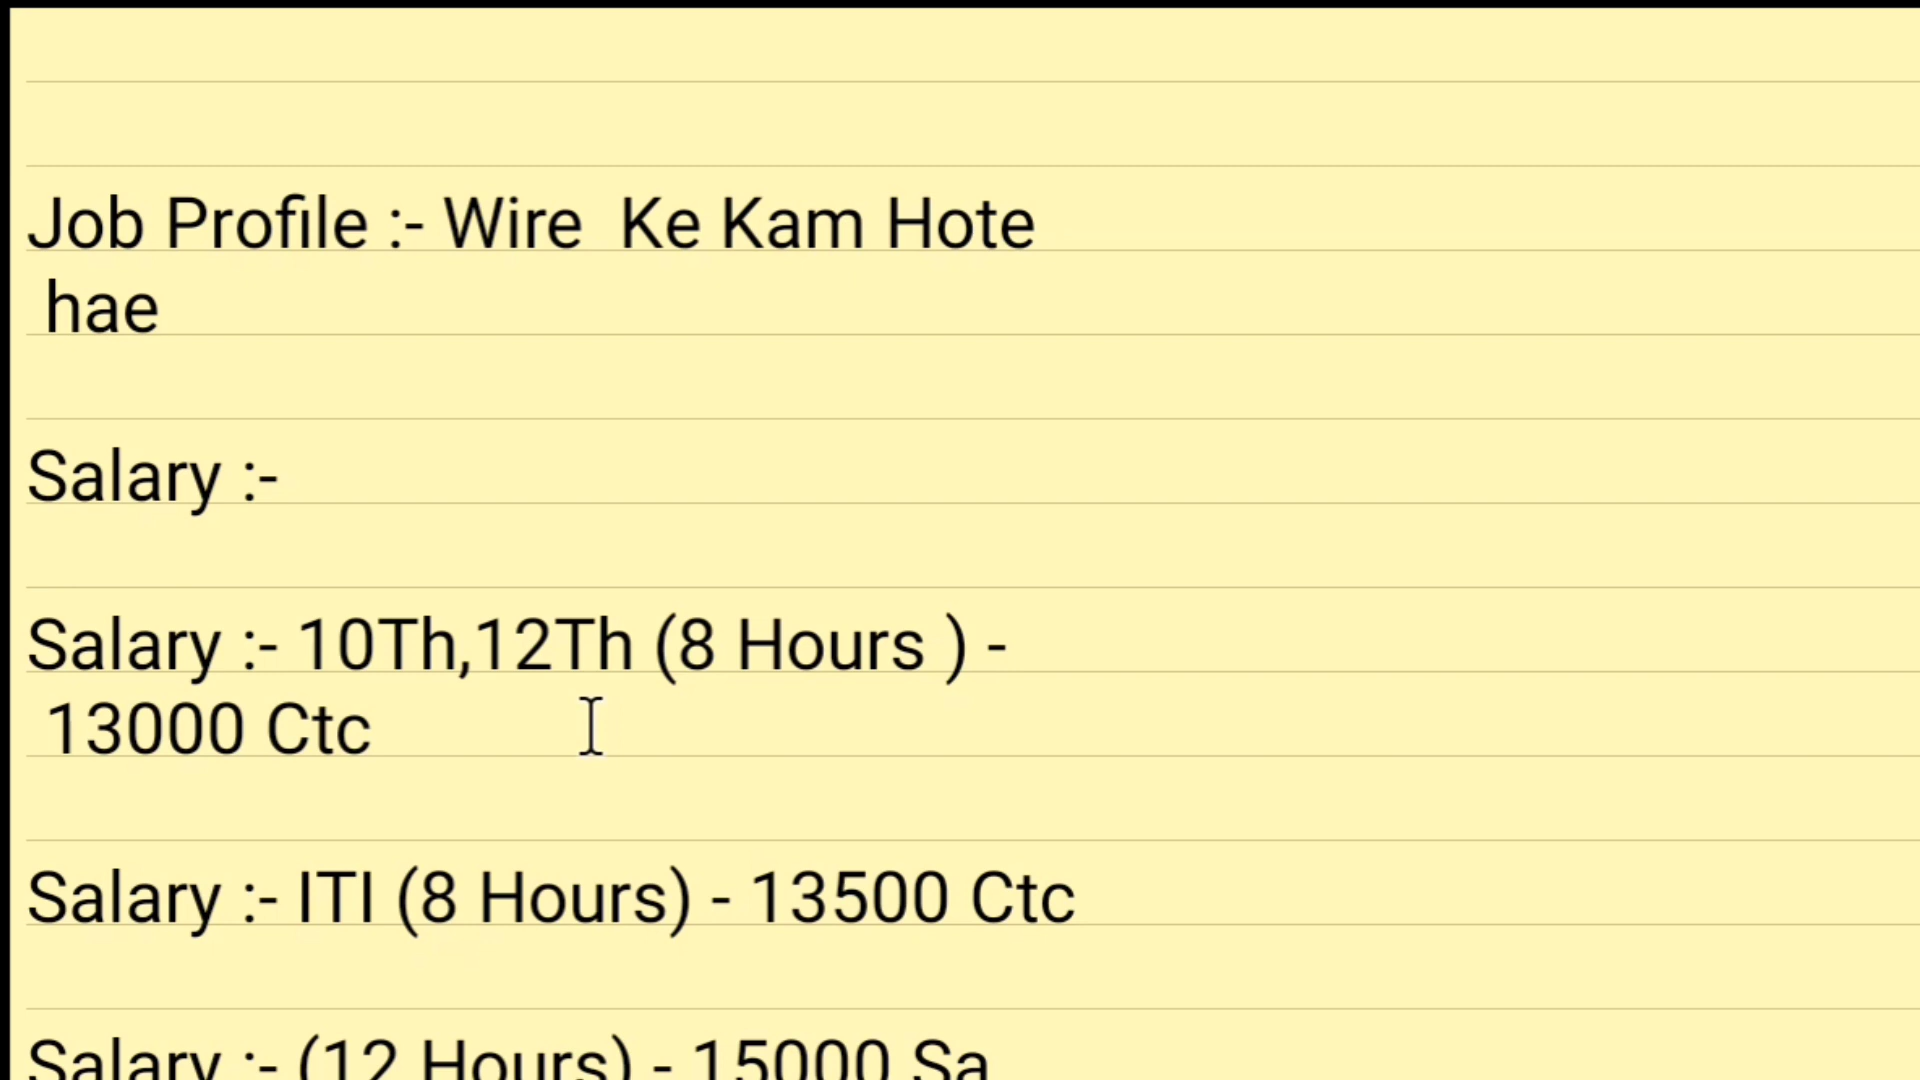 Job Profile :- Wire  Ke Kam Hote
hae
Salary :-
Salary :- 10Th,12Th (8 Hours ) -
13000 Ctc
Salary :- ITI (8 Hours) - 13500 Ctc
Salary :- (12 Hours) - 15000 Sa